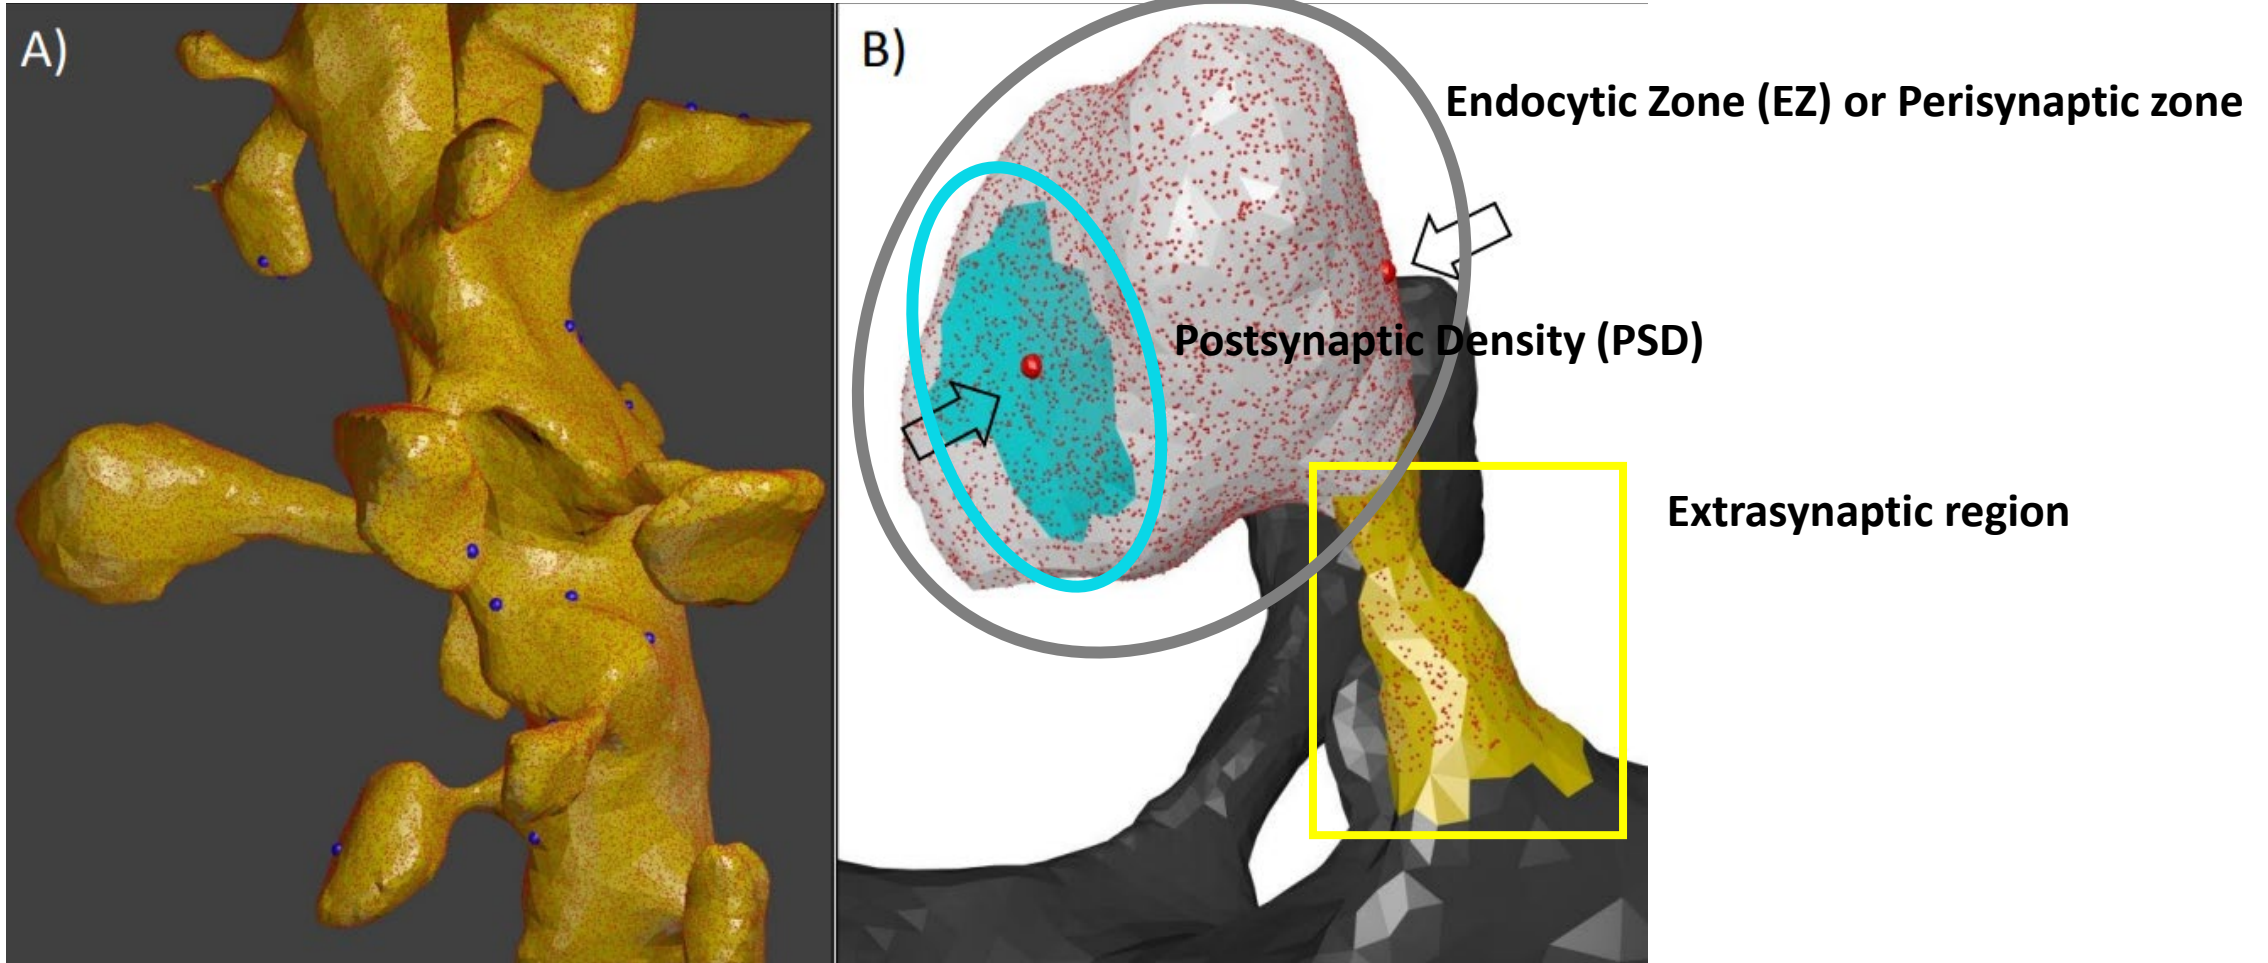 A)
B)
Endocytic Zone (EZ) or Perisynaptic zone
Postsynaptic Density (PSD)
Extrasynaptic region